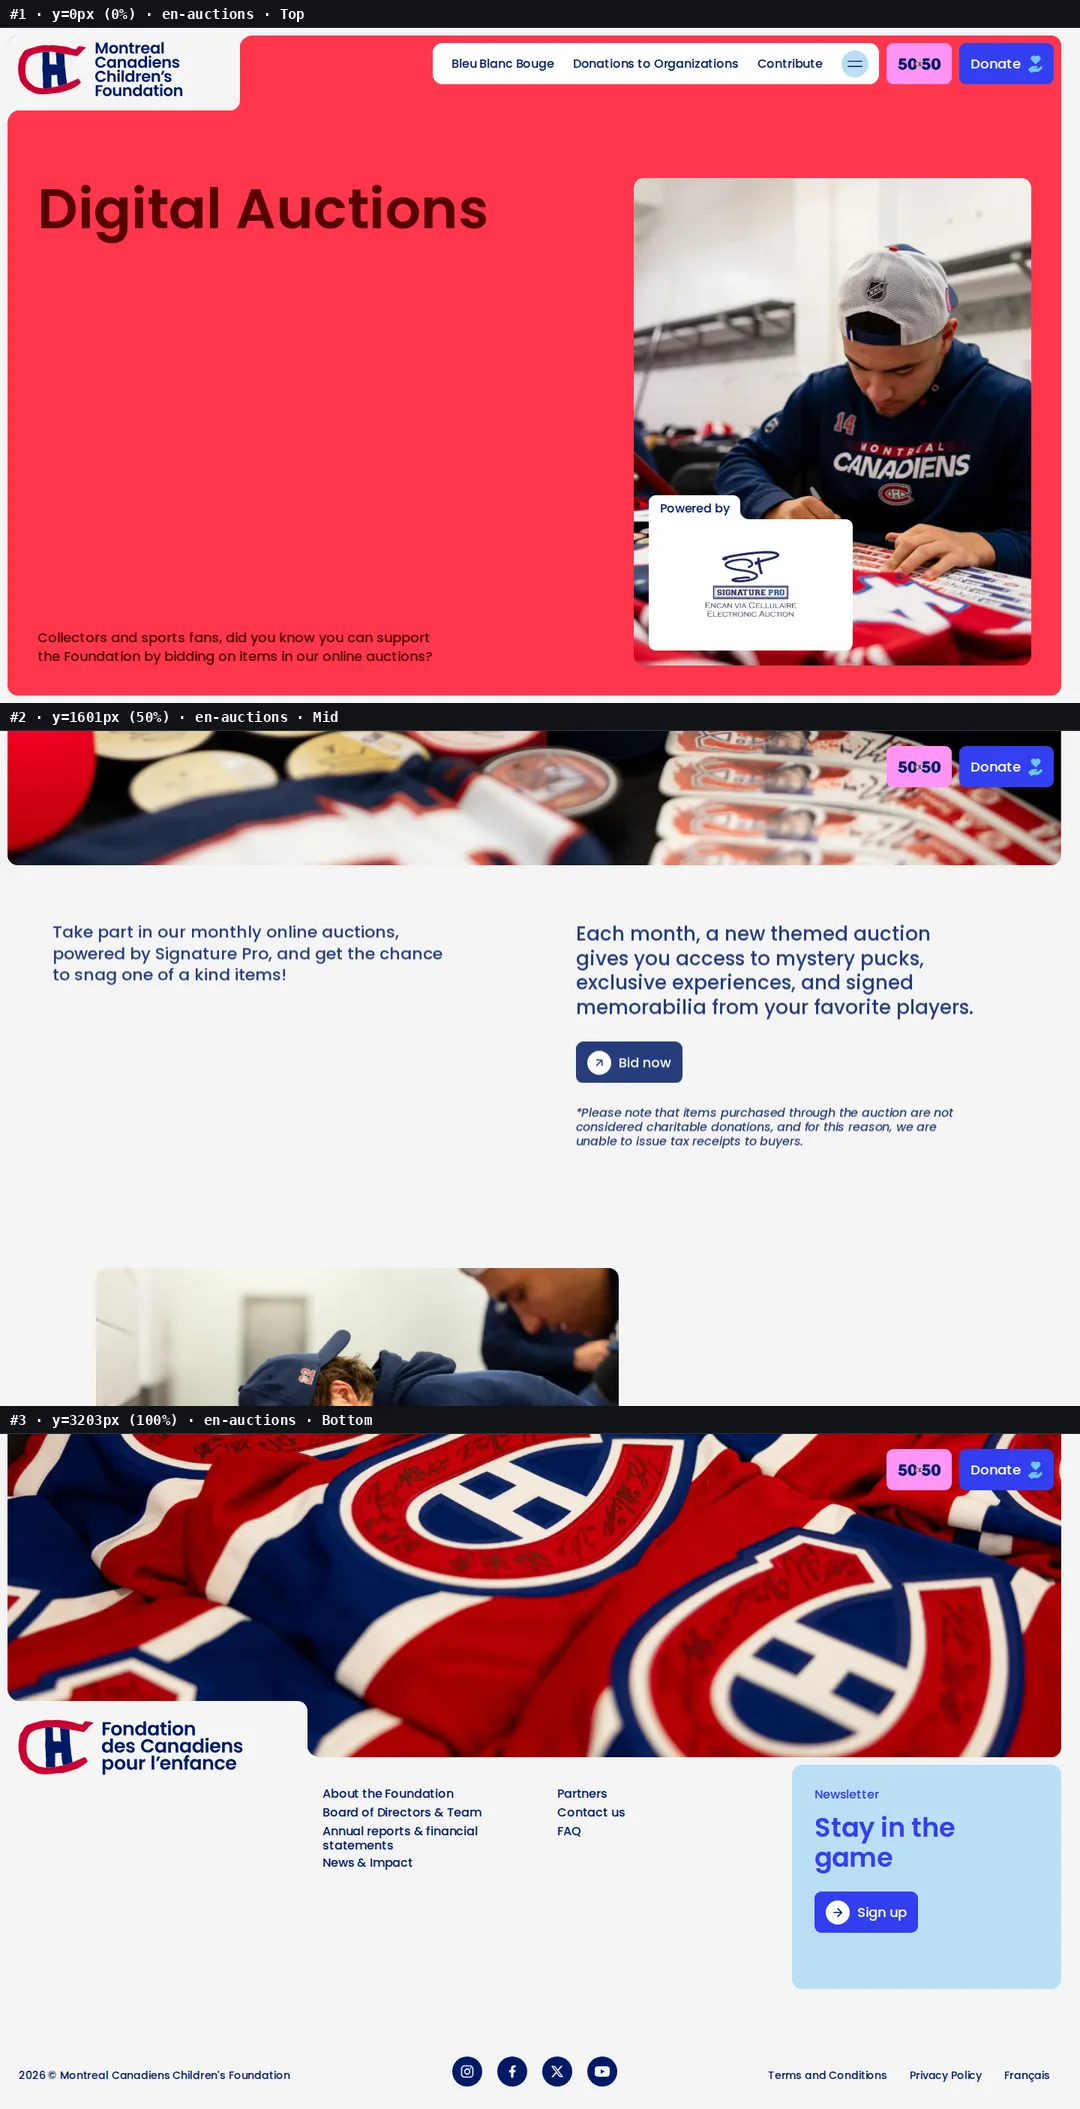 #1 · y=0px (0%) · en-auctions · Top
Montreal
Canadiens
Children's
Foundation
Bleu Blanc Bouge
Donations to Organizations
Contribute
50 50
Donate
Digital Auctions
14
MONTRÉAL
CANADIENS
Powered by
SP
SIGNATURE PRO
ENCAN VIA CELLULAIRE
ELECTRONIC AUCTION
Collectors and sports fans, did you know you can support
the Foundation by bidding on items in our online auctions?
#2 · y=1601px (50%) · en-auctions · Mid
50 50
Donate
Take part in our monthly online auctions,
powered by Signature Pro, and get the chance
to snag one of a kind items!
Each month, a new themed auction
gives you access to mystery pucks,
exclusive experiences, and signed
memorabilia from your favorite players.
Bid now
*Please note that items purchased through the auction are not
considered charitable donations, and for this reason, we are
unable to issue tax receipts to buyers.
#3 · y=3203px (100%) · en-auctions · Bottom
50 50
Donate
Fondation
des Canadiens
pour l'enfance
About the Foundation
Board of Directors & Team
Annual reports & financial
statements
News & Impact
Partners
Contact us
FAQ
Newsletter
Stay in the
game
Sign up
2026 © Montreal Canadiens Children's Foundation
Terms and Conditions
Privacy Policy
Français